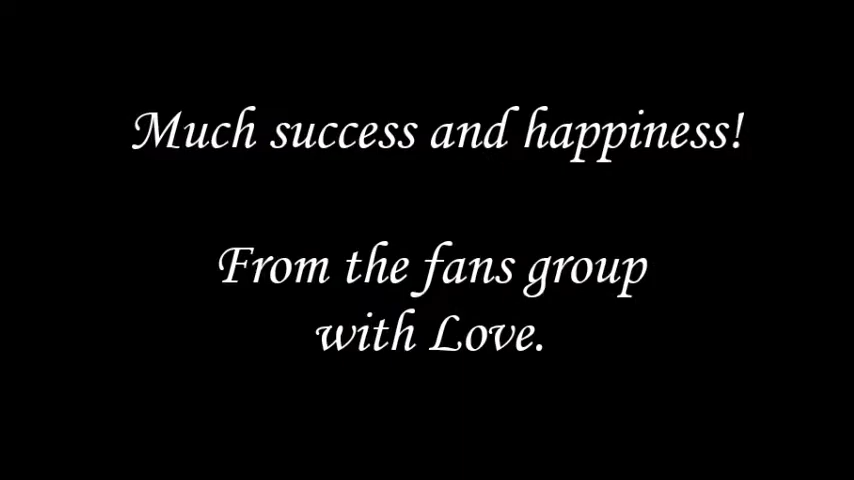 Much success and happiness!
From the fans group
with Love.